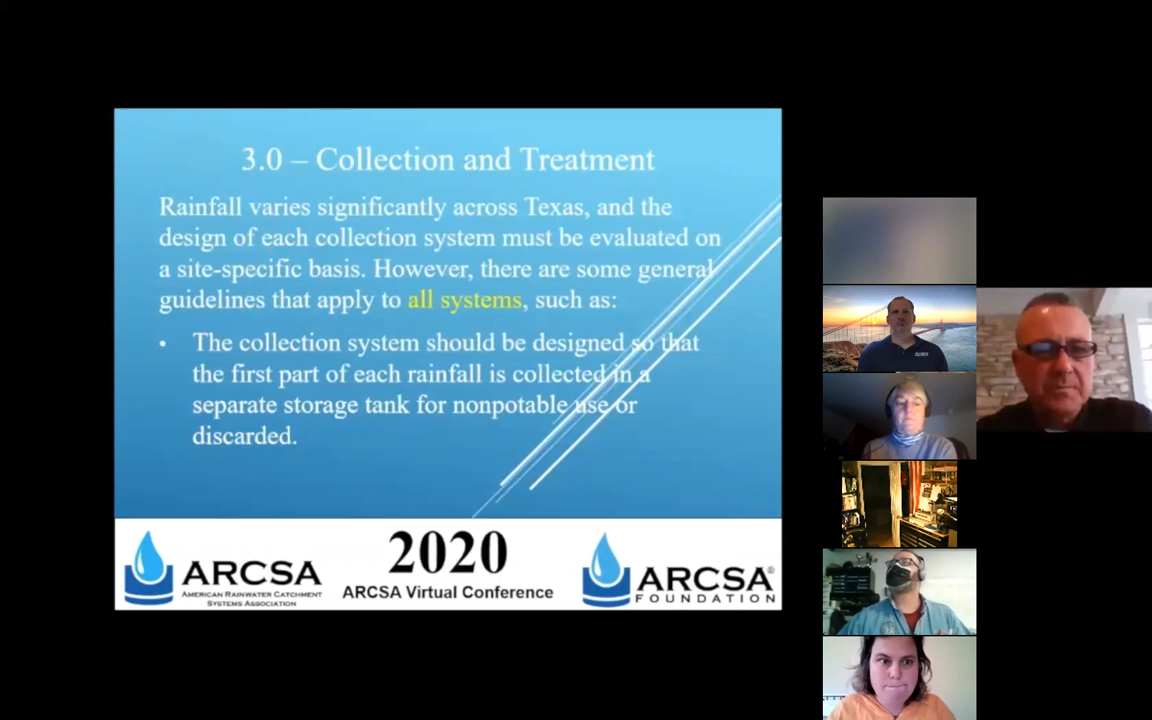 3.0 – Collection and Treatment
Rainfall varies significantly across Texas, and the
design of each collection system must be evaluated on
a site-specific basis. However, there are some general
guidelines that apply to all systems, such as:
• The collection system should be designed so that
the first part of each rainfall is collected in a
separate storage tank for nonpotable use or
discarded.
ARCSA
AMERICAN RAINWATER CATCHMENT
SYSTEMS ASSOCIATION
2020
ARCSA Virtual Conference
ARCSA®
FOUNDATION